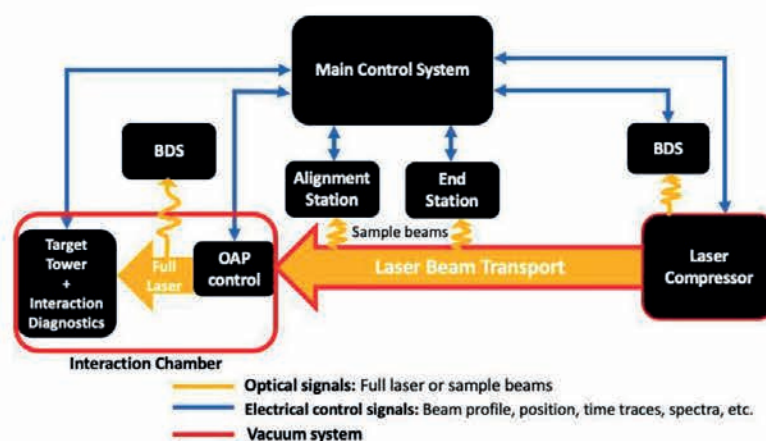 Main Control System
BDS
BDS
Alignment
Station
End
Station
Sample beams
Target
Tower
+
Interaction
Diagnostics
Full
Laser
OAP
control
Laser Beam Transport
Laser
Compressor
Interaction Chamber
Optical signals: Full laser or sample beams
Electrical control signals: Beam profile, position, time traces, spectra, etc.
Vacuum system